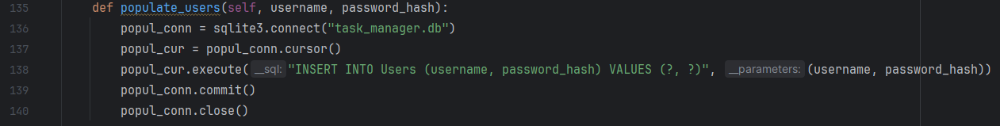 135 def populate_users(self, username, password_hash):
136 popul_conn = sqlite3.connect("task_manager.db")
137 popul_cur = popul_conn.cursor()
138 popul_cur.execute(__sql: "INSERT INTO Users (username, password_hash) VALUES (?, ?)", __parameters: (username, password_hash))
139 popul_conn.commit()
140 popul_conn.close()